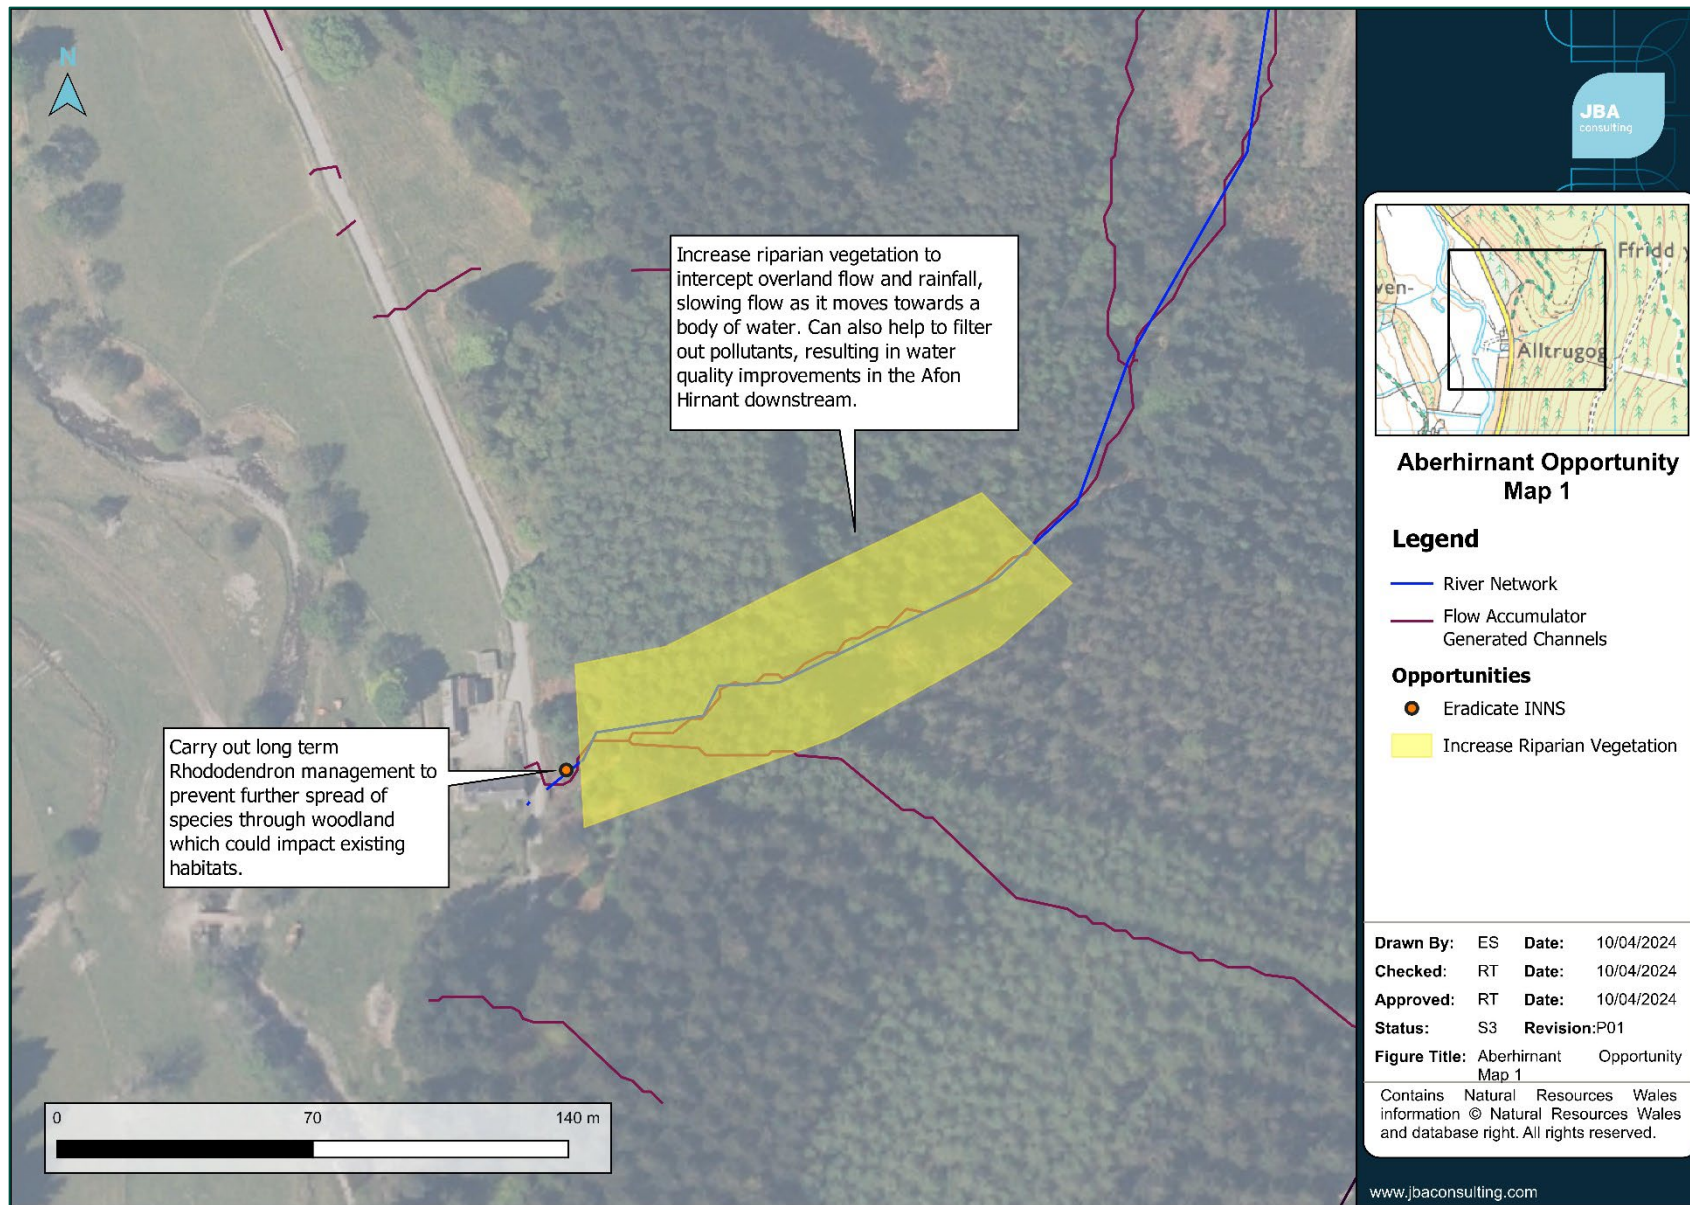 N
Increase riparian vegetation to
intercept overland flow and rainfall,
slowing flow as it moves towards a
body of water. Can also help to filter
out pollutants, resulting in water
quality improvements in the Afon
Hirnant downstream.
Carry out long term
Rhododendron management to
prevent further spread of
species through woodland
which could impact existing
habitats.
0 70 140 m
JBA
consulting
Ffridd y
ven-
Alltrugog
Aberhirnant Opportunity
Map 1
Legend
River Network
Flow Accumulator
Generated Channels
Opportunities
Eradicate INNS
Increase Riparian Vegetation
Drawn By: ES Date: 10/04/2024
Checked: RT Date: 10/04/2024
Approved: RT Date: 10/04/2024
Status: S3 Revision:P01
Figure Title: Aberhirnant Opportunity
Map 1
Contains Natural Resources Wales
information © Natural Resources Wales
and database right. All rights reserved.
www.jbaconsulting.com